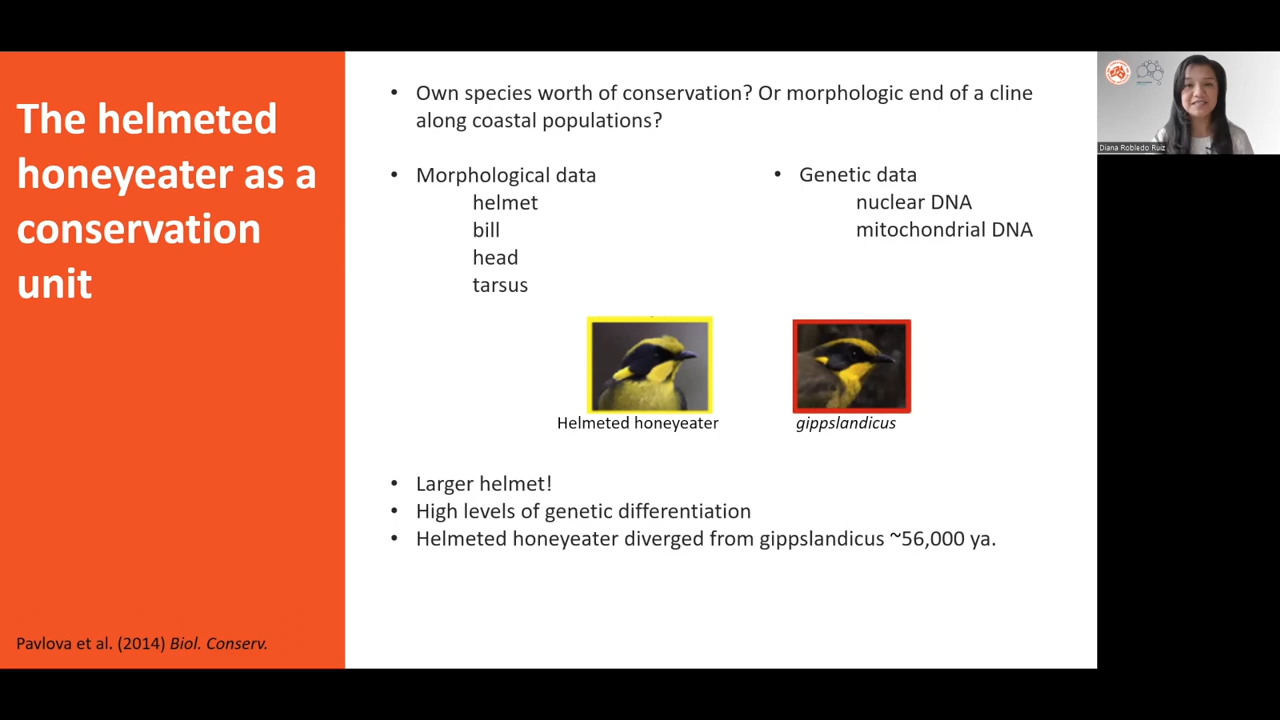 The helmeted
honeyeater as a
conservation
unit
Pavlova et al. (2014) Biol. Conserv.
• Own species worth of conservation? Or morphologic end of a cline
along coastal populations?
• Morphological data
helmet
bill
head
tarsus
• Genetic data
nuclear DNA
mitochondrial DNA
Helmeted honeyeater
gippslandicus
• Larger helmet!
• High levels of genetic differentiation
• Helmeted honeyeater diverged from gippslandicus ~56,000 ya.
Diana Robledo Ruiz